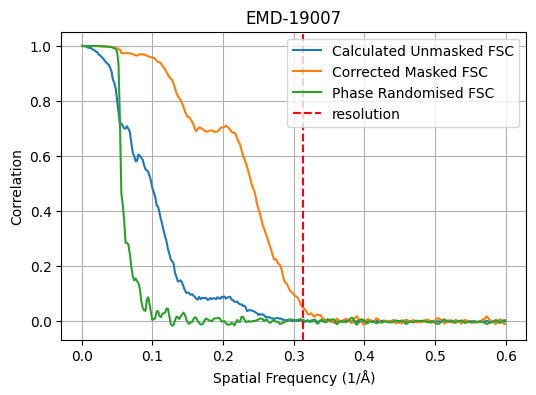 EMD-19007
Calculated Unmasked FSC
Corrected Masked FSC
Phase Randomised FSC
resolution
Correlation
1.0
0.8
0.6
0.4
0.2
0.0
0.0 0.1 0.2 0.3 0.4 0.5 0.6
Spatial Frequency (1/Å)